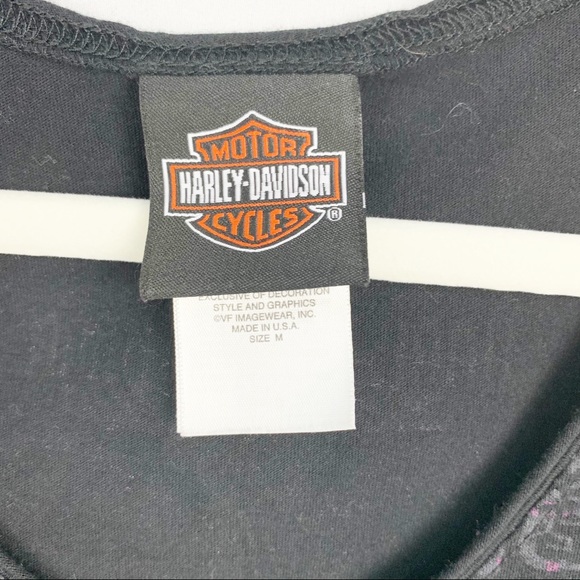 MOTOR
HARLEY-DAVIDSON
CYCLES
®
EXCLUSIVE OF DECORATION
STYLE AND GRAPHICS
©VF IMAGEWEAR, INC.
MADE IN U.S.A.
SIZE M